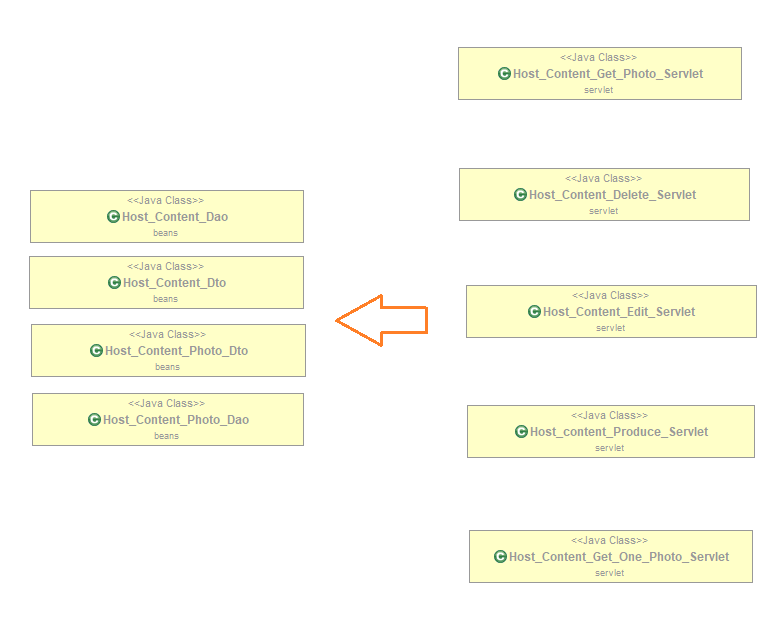 <<Java Class>>
Host_Content_Get_Photo_Servlet
servlet
<<Java Class>>
Host_Content_Delete_Servlet
servlet
<<Java Class>>
Host_Content_Dao
beans
<<Java Class>>
Host_Content_Dto
beans
<<Java Class>>
Host_Content_Edit_Servlet
servlet
<<Java Class>>
Host_Content_Photo_Dto
beans
<<Java Class>>
Host_Content_Photo_Dao
beans
<<Java Class>>
Host_content_Produce_Servlet
servlet
<<Java Class>>
Host_Content_Get_One_Photo_Servlet
servlet